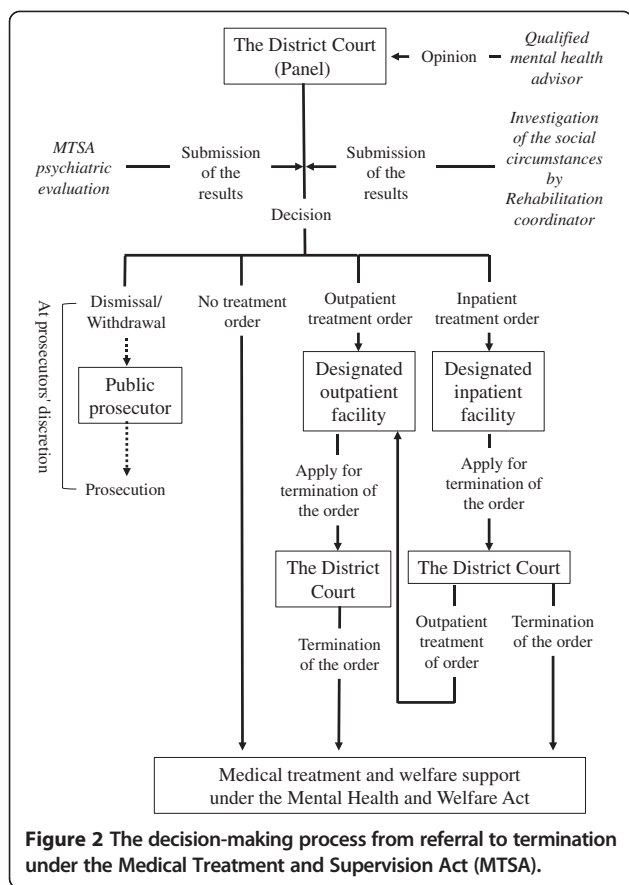 The District Court
(Panel)
Opinion
Qualified
mental health
advisor
MTSA
psychiatric
evaluation
Submission
of the
results
Submission
of the
results
Investigation
of the social
circumstances
by
Rehabilitation
coordinator
Decision
At prosecutors' discretion
Dismissal/
Withdrawal
Public
prosecutor
Prosecution
No treatment
order
Outpatient
treatment order
Designated
outpatient
facility
Apply for
termination of
the order
The District
Court
Termination
of the order
Inpatient
treatment order
Designated
inpatient
facility
Apply for
termination of
the order
The District Court
Outpatient
treatment
of order
Termination
of the order
Medical treatment and welfare support
under the Mental Health and Welfare Act
Figure 2 The decision-making process from referral to termination
under the Medical Treatment and Supervision Act (MTSA).